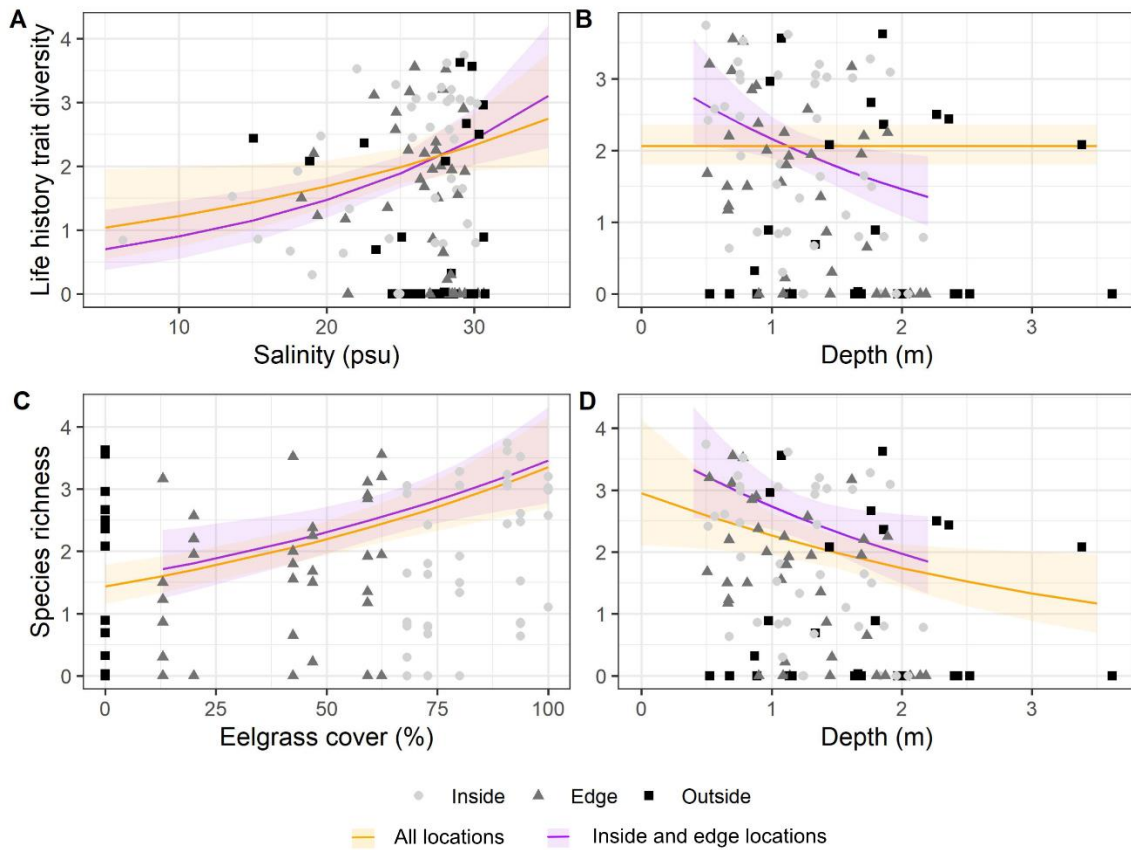 A
B
Life history trait diversity
4
3
2
1
0
3
2
1
0
10
20
30
0
1
2
3
Salinity (psu)
Depth (m)
C
D
Species richness
4
3
2
1
0
4
3
2
1
0
0
25
50
75
100
0
1
2
3
Eelgrass cover (%)
Depth (m)
Inside Edge Outside
All locations Inside and edge locations